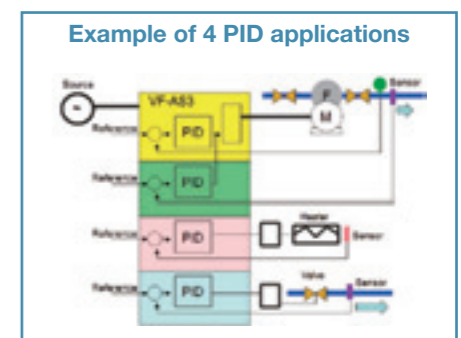 Example of 4 PID applications
Source
VF-AS3
Sensor
P
M
Reference
PID
Reference
PID
Heater
Reference
PID
Sensor
Valve
Sensor
Reference
PID